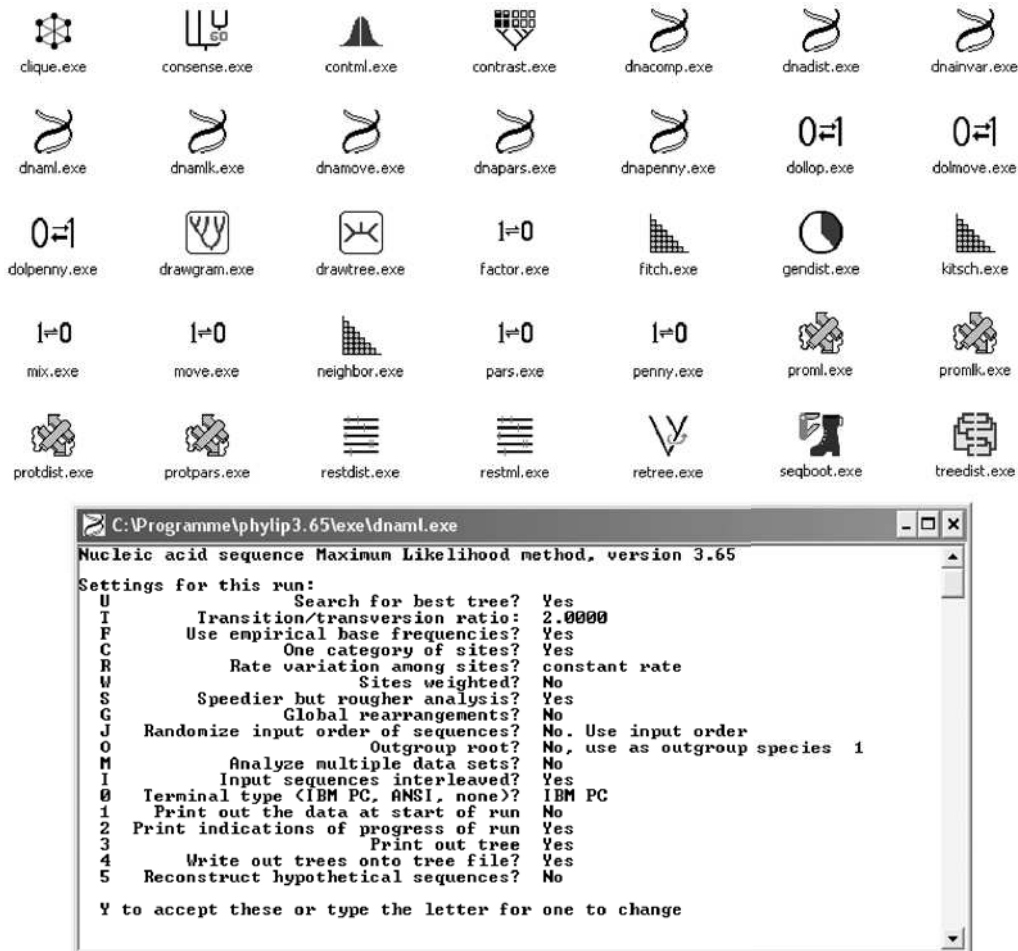 clique.exe consense.exe contml.exe contrast.exe dnacomp.exe dnadist.exe dnainvar.exe
dnaml.exe dnamlk.exe dnamove.exe dnapars.exe dnapenny.exe dollop.exe dolmove.exe
dolpenny.exe drawgram.exe drawtree.exe factor.exe fitch.exe gendist.exe kitsch.exe
mix.exe move.exe neighbor.exe pars.exe penny.exe proml.exe promlk.exe
protdist.exe protpars.exe restdist.exe restml.exe retree.exe seqboot.exe treedist.exe
C:\Programme\phylip3.65\exe\dnaml.exe
Nucleic acid sequence Maximum Likelihood method, version 3.65
Settings for this run:
U Search for best tree? Yes
T Transition/transversion ratio: 2.0000
F Use empirical base frequencies? Yes
C One category of sites? Yes
R Rate variation among sites? constant rate
W Sites weighted? No
S Speedier but rougher analysis? Yes
G Global rearrangements? No
J Randomize input order of sequences? No. Use input order
O Outgroup root? No, use as outgroup species 1
M Analyze multiple data sets? No
I Input sequences interleaved? Yes
0 Terminal type (IBM PC, ANSI, none)? IBM PC
1 Print out the data at start of run No
2 Print indications of progress of run Yes
3 Print out tree Yes
4 Write out trees onto tree file? Yes
5 Reconstruct hypothetical sequences? No
Y to accept these or type the letter for one to change